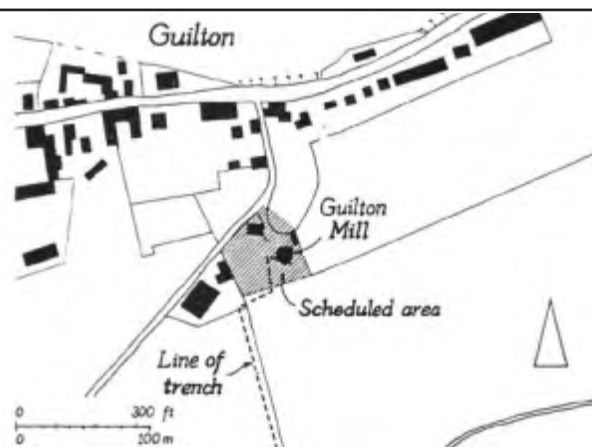 Guilton
Guilton
Mill
Scheduled area
Line of
trench
0 300 ft
0 100 m